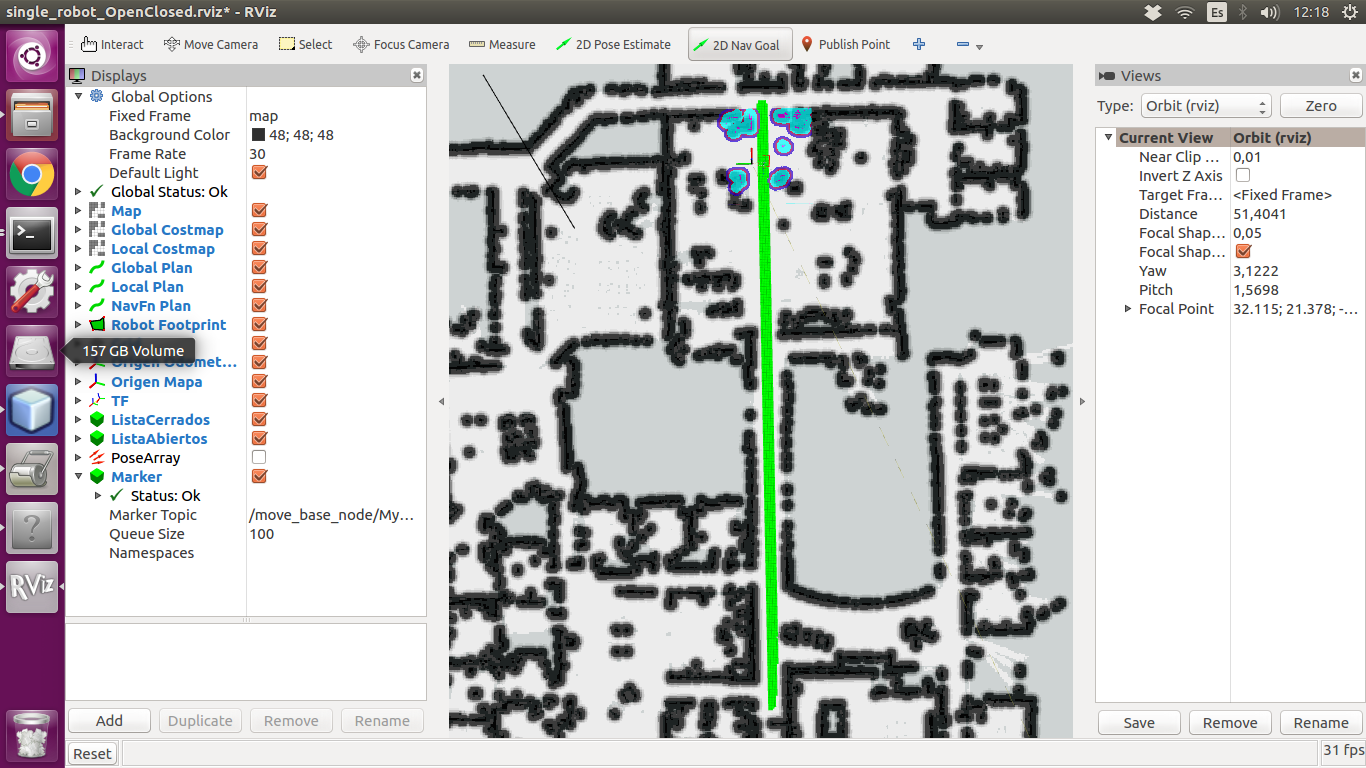 single_robot_OpenClosed.rviz* - RViz
Es
12:18
Interact
Move Camera
Select
Focus Camera
Measure
2D Pose Estimate
2D Nav Goal
Publish Point
Displays
Global Options
Fixed Frame map
Background Color 48; 48; 48
Frame Rate 30
Default Light
Global Status: Ok
Map
Global Costmap
Local Costmap
Global Plan
Local Plan
NavFn Plan
Robot Footprint
157 GB Volume
Origen Odomet...
Origen Mapa
TF
ListaCerrados
ListaAbiertos
PoseArray
Marker
Status: Ok
Marker Topic /move_base_node/My...
Queue Size 100
Namespaces
Add
Duplicate
Remove
Rename
Reset
RViz
Views
Type: Orbit (rviz) Zero
Current View Orbit (rviz)
Near Clip ... 0,01
Invert Z Axis
Target Fra... <Fixed Frame>
Distance 51,4041
Focal Shap... 0,05
Focal Shap...
Yaw 3,1222
Pitch 1,5698
Focal Point 32.115; 21.378; -...
Save
Remove
Rename
31 fps